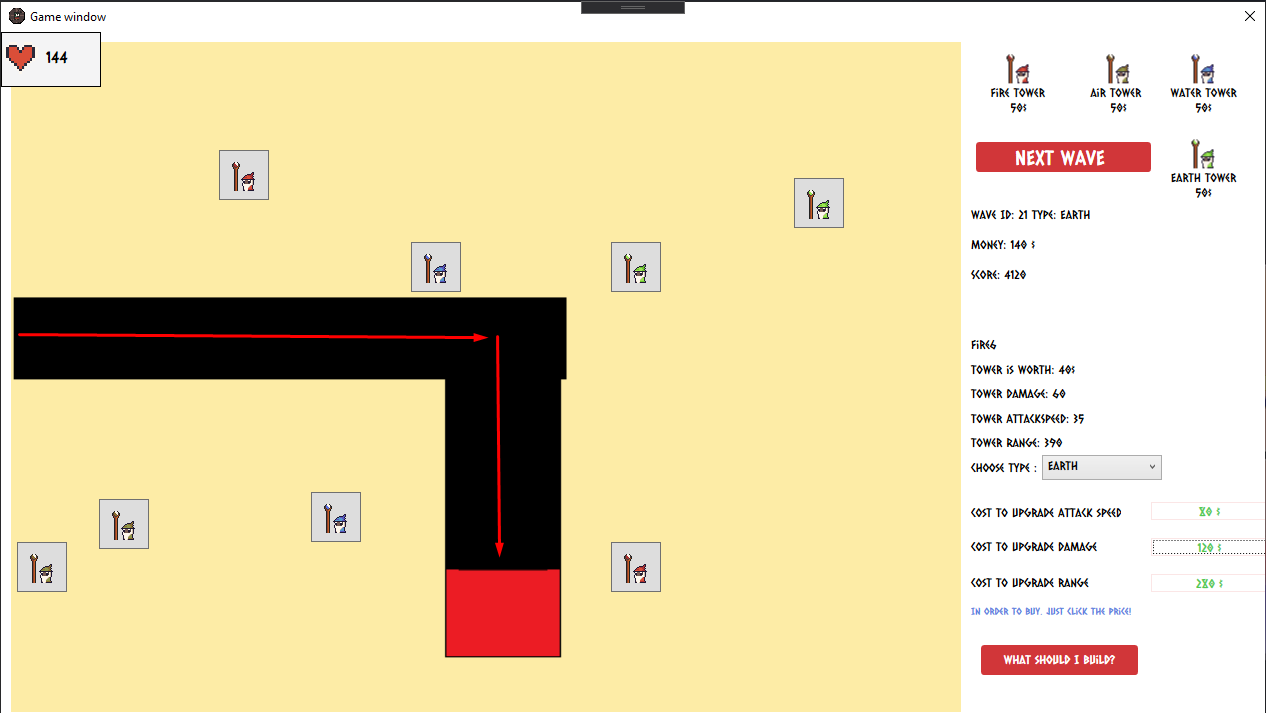 Game window
144
FIRE TOWER
50$
AIR TOWER
50$
WATER TOWER
50$
NEXT WAVE
EARTH TOWER
50$
WAVE ID: 21 TYPE: EARTH
MONEY: 140 $
SCORE: 4120
FIRE6
TOWER IS WORTH: 40$
TOWER DAMAGE: 60
TOWER ATTACKSPEED: 35
TOWER RANGE: 390
CHOOSE TYPE :
EARTH
COST TO UPGRADE ATTACK SPEED
80 $
COST TO UPGRADE DAMAGE
120 $
COST TO UPGRADE RANGE
280 $
IN ORDER TO BUY, JUST CLICK THE PRICE!
WHAT SHOULD I BUILD?